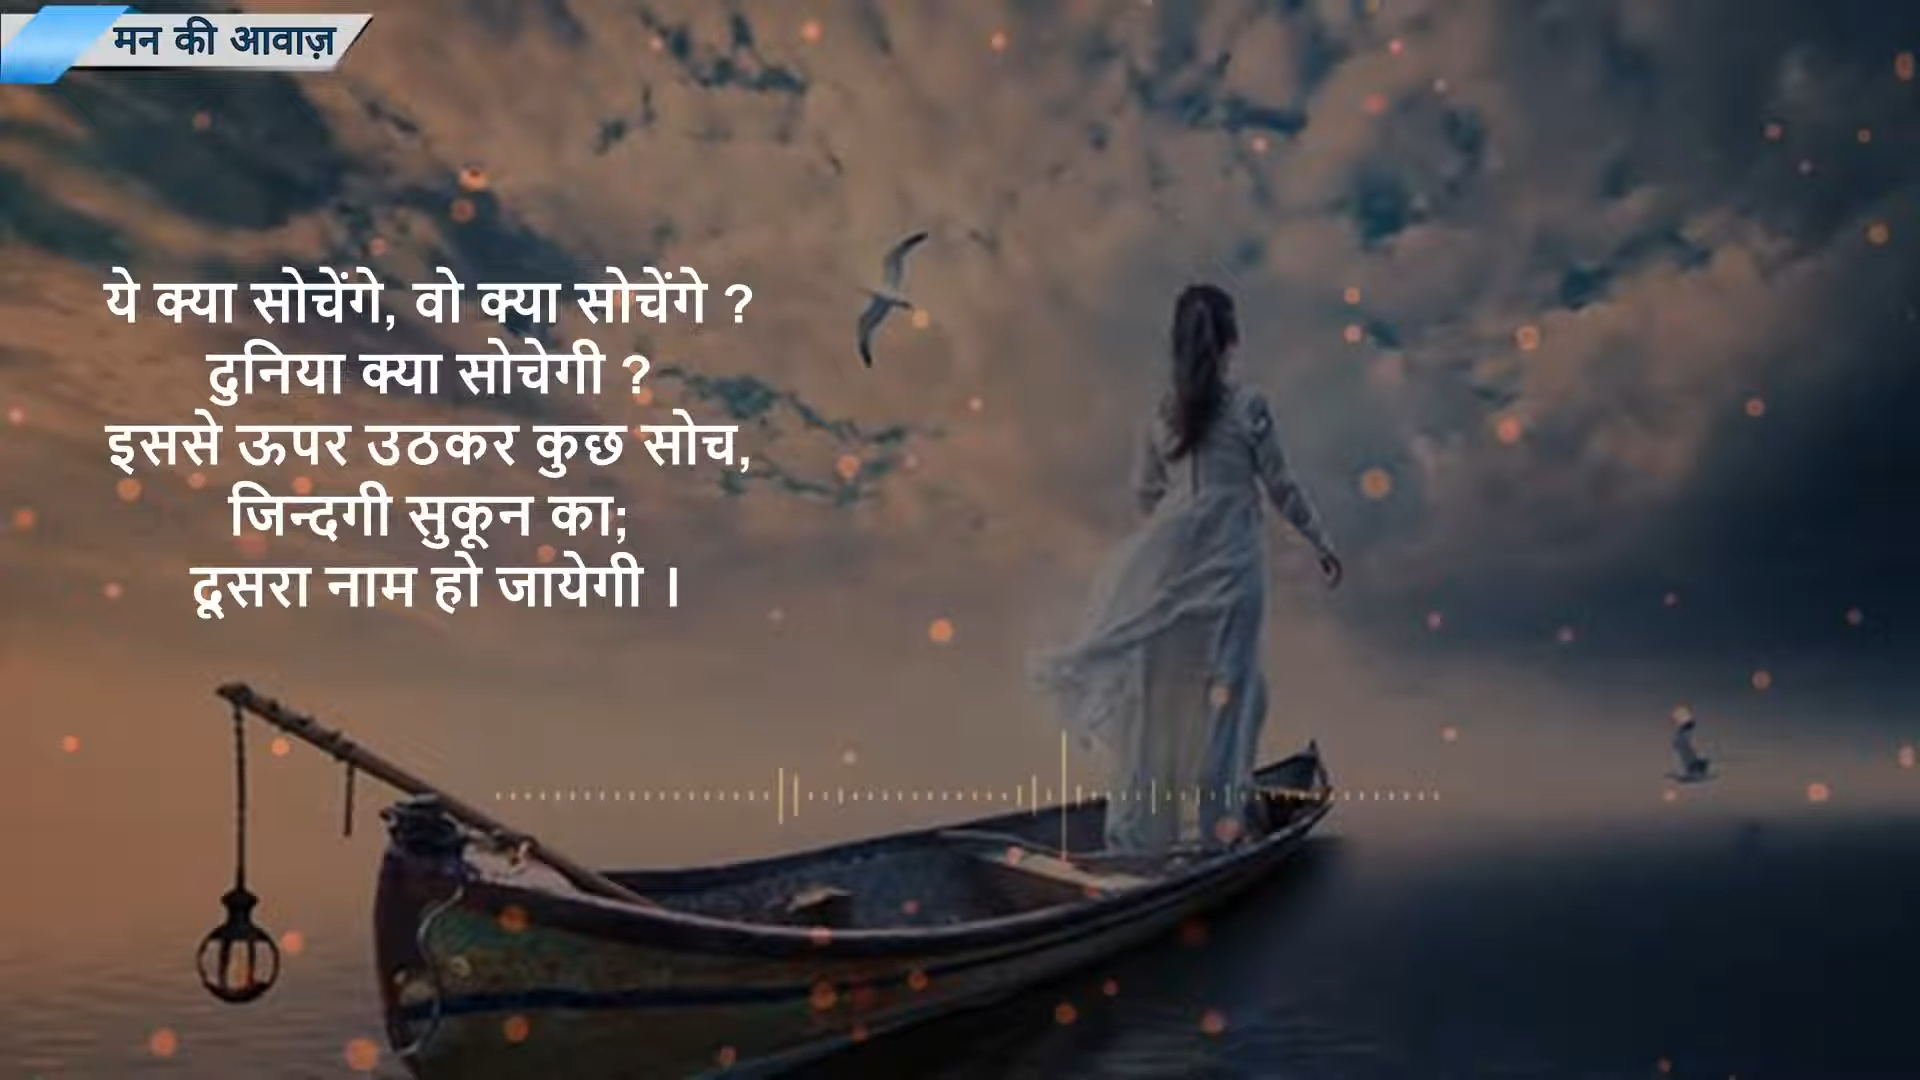 मन की आवाज़
ये क्या सोचेंगे, वो क्या सोचेंगे ?
दुनिया क्या सोचेगी ?
इससे ऊपर उठकर कुछ सोच,
जिन्दगी सुकून का;
दूसरा नाम हो जायेगी ।